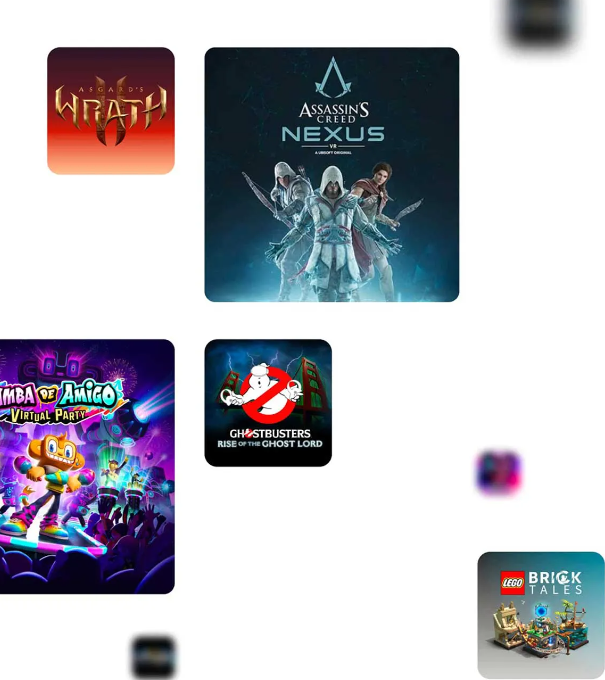 ASGARD'S
WRATH
II
ASSASSIN'S
CREED
NEXUS
VR
A UBISOFT ORIGINAL
MBA DE AMIGO
VIRTUAL PARTY
GHOSTBUSTERS
RISE OF THE GHOST LORD
LEGO BRICK
TALES